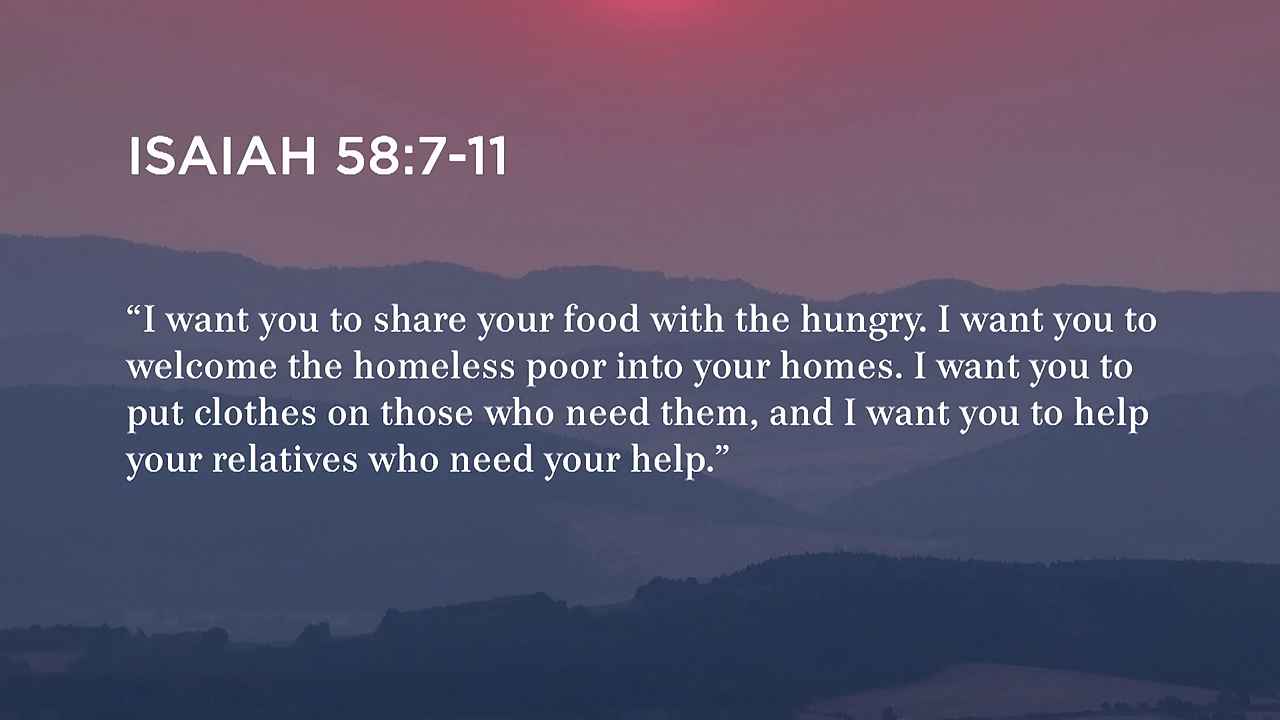 ISAIAH 58:7-11
“I want you to share your food with the hungry. I want you to
welcome the homeless poor into your homes. I want you to
put clothes on those who need them, and I want you to help
your relatives who need your help.”